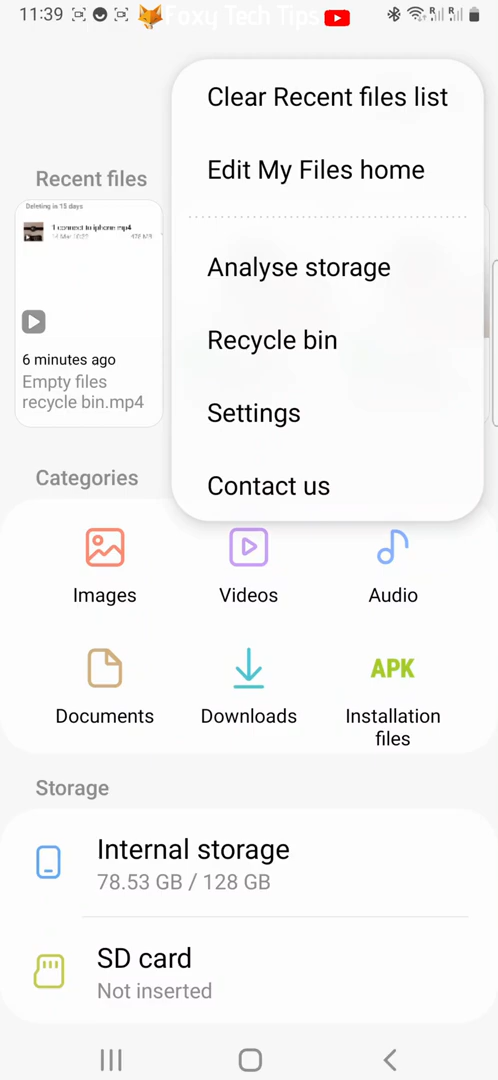 11:39
Foxy Tech Tips
Clear Recent files list
Edit My Files home
Recent files
Deleting in 15 days
1 connect to iphone mp4
Analyse storage
Recycle bin
6 minutes ago
Empty files
recycle bin.mp4
Settings
Categories
Contact us
Images
Videos
Audio
APK
Documents
Downloads
Installation
files
Storage
Internal storage
78.53 GB / 128 GB
SD card
Not inserted